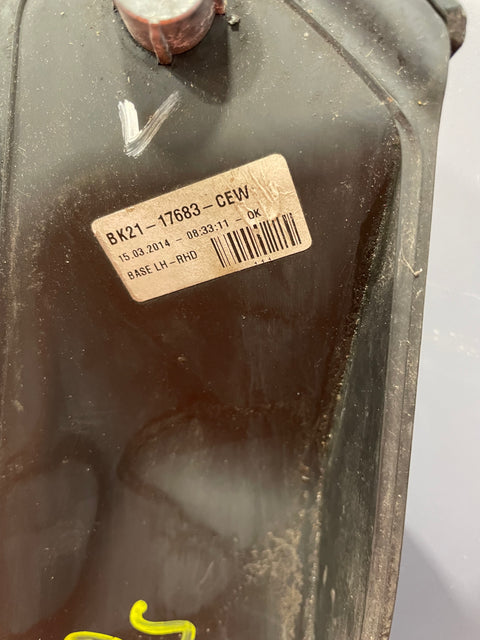 BK21-17683-CEW
15.03.2014 - 08:33:11 - OK
BASE LH-RHD